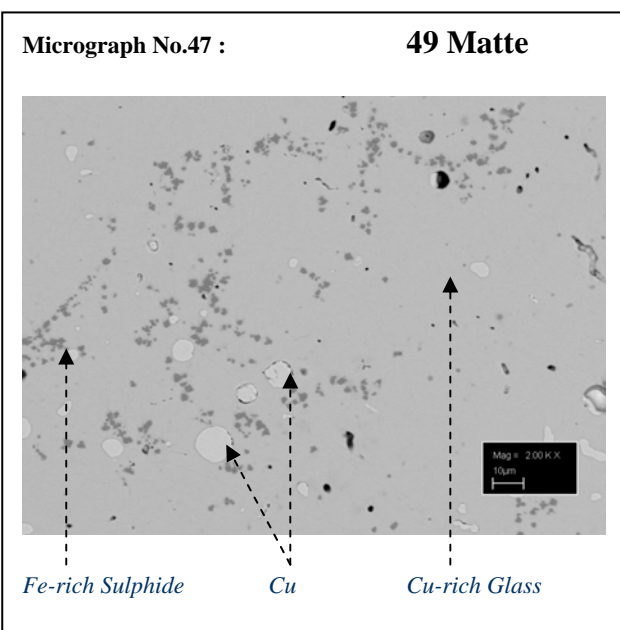 Micrograph No.47 : 49 Matte
Mag = 2.00 K X
10µm
Fe-rich Sulphide Cu Cu-rich Glass